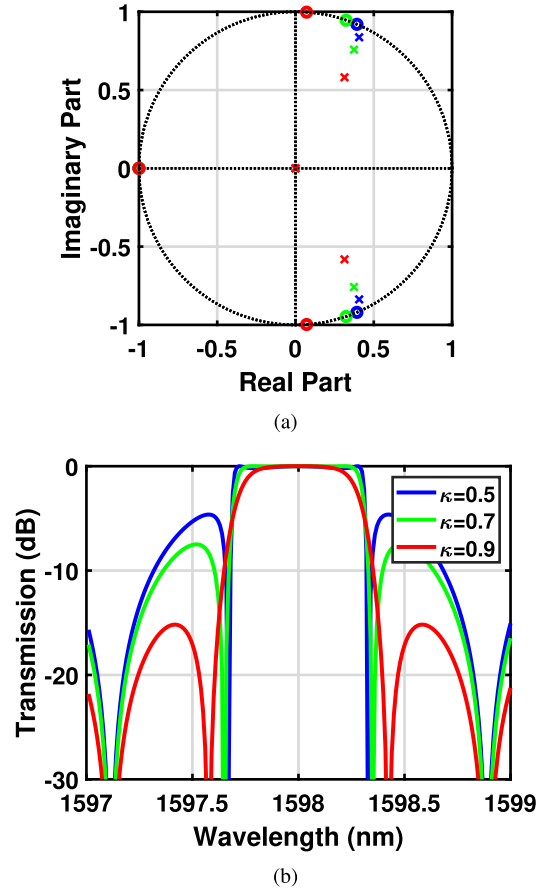 1
0.5
0
-0.5
-1
Imaginary Part
-1 -0.5 0 0.5 1
Real Part
(a)
0
-10
-20
-30
Transmission (dB)
κ=0.5
κ=0.7
κ=0.9
1597 1597.5 1598 1598.5 1599
Wavelength (nm)
(b)